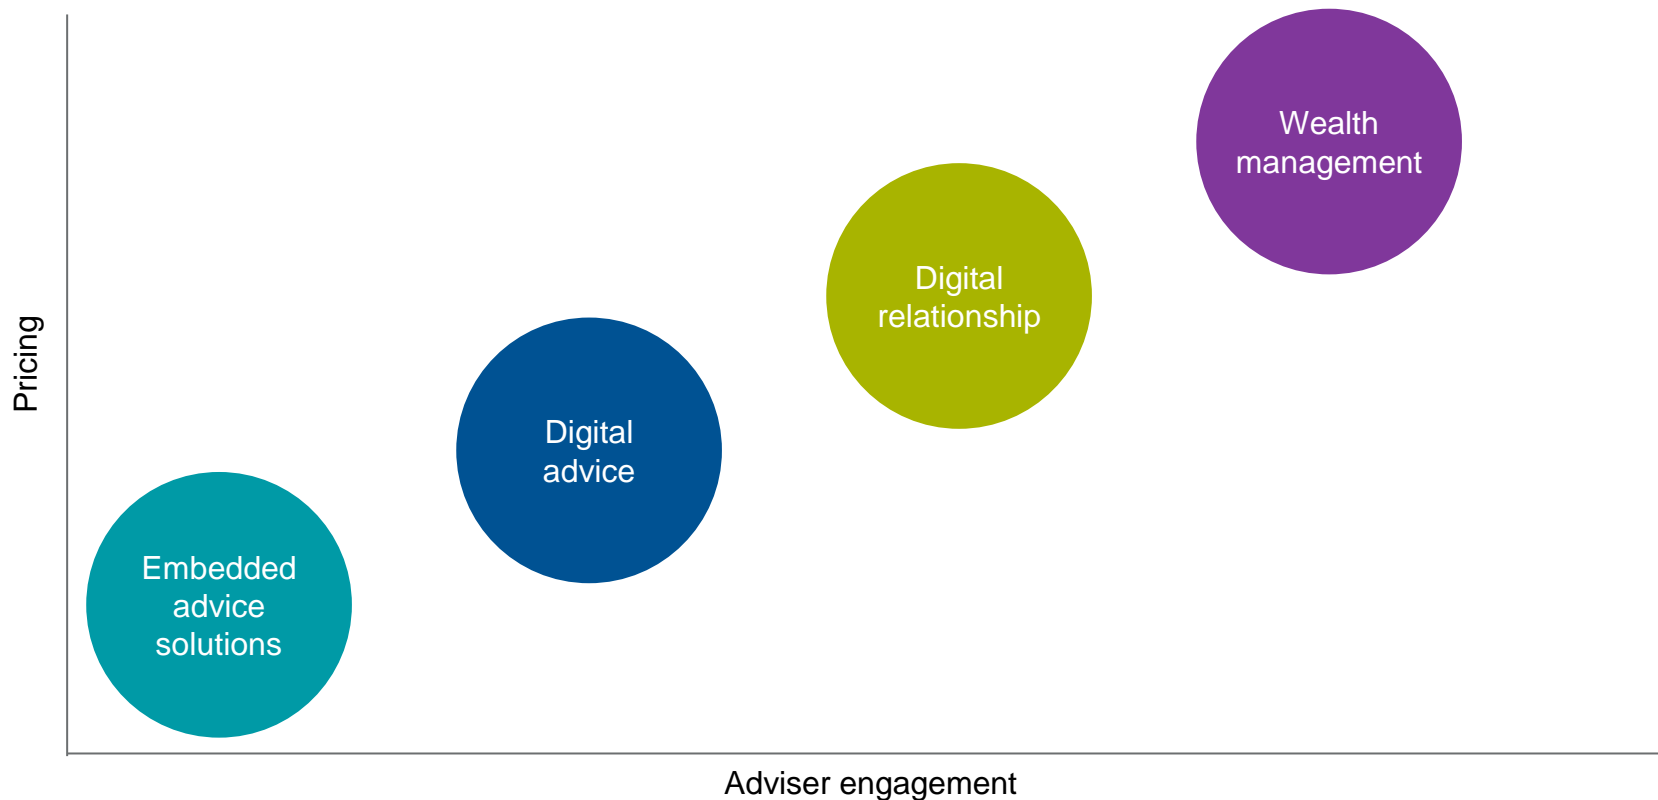 Pricing
Embedded
advice
solutions
Digital
advice
Digital
relationship
Wealth
management
Adviser engagement